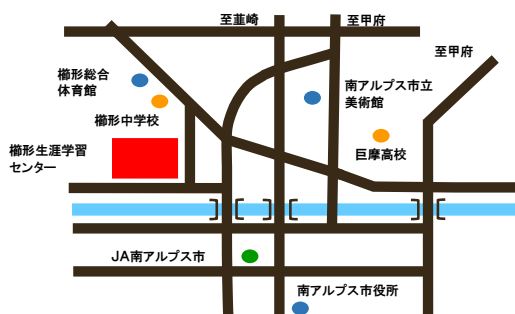 至韮崎
至甲府
至甲府
櫛形総合
体育館
南アルプス市立
美術館
櫛形中学校
巨摩高校
櫛形生涯学習
センター
JA南アルプス市
南アルプス市役所